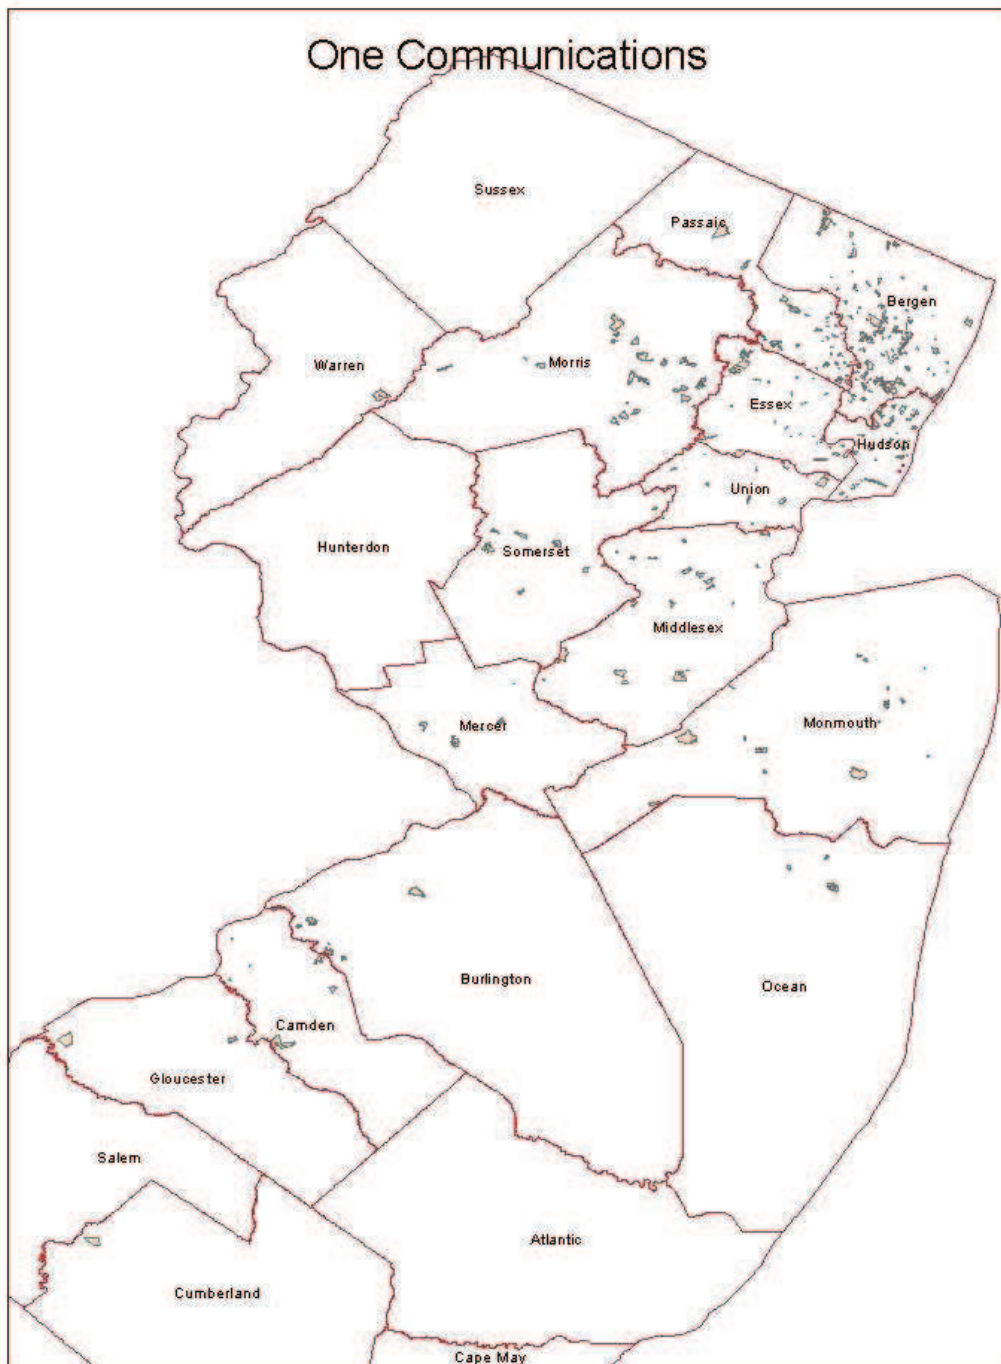 One Communications
Sussex
Passaic
Bergen
Warren
Morris
Essex
Hudson
Union
Hunterdon
Somerset
Middlesex
Mercer
Monmouth
Burlington
Ocean
Camden
Gloucester
Salem
Atlantic
Cumberland
Cape May